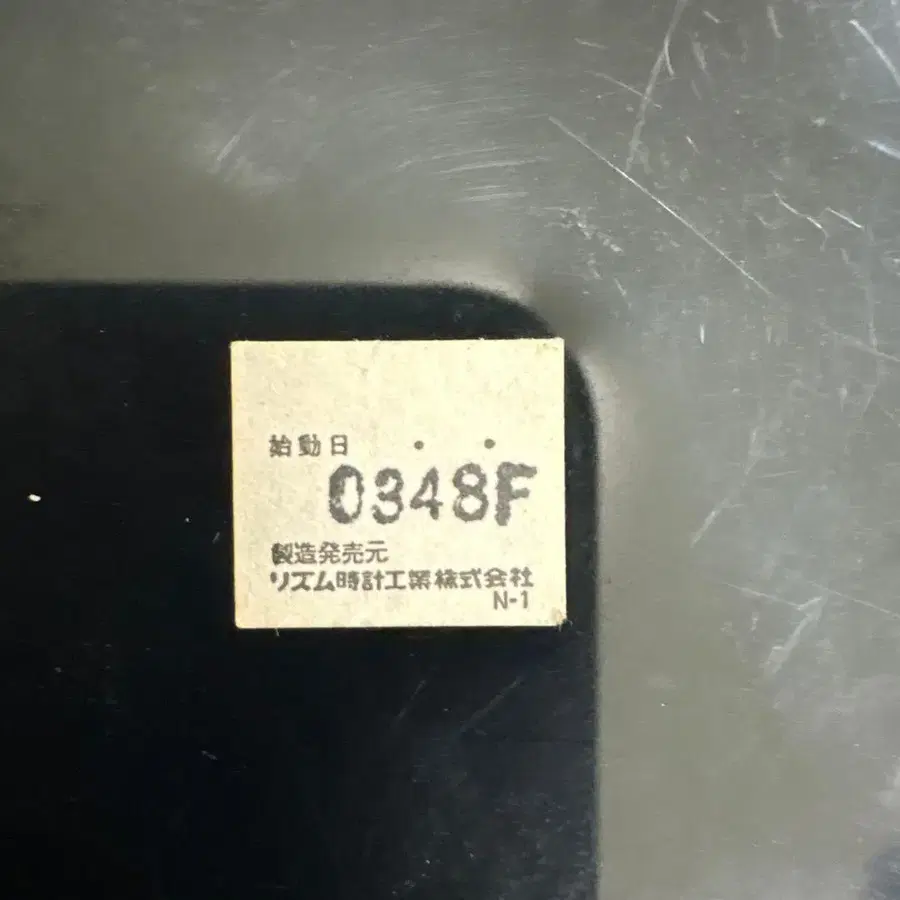 始動日 ・ ・
0348F
製造発売元
リズム時計工業株式会社
N-1